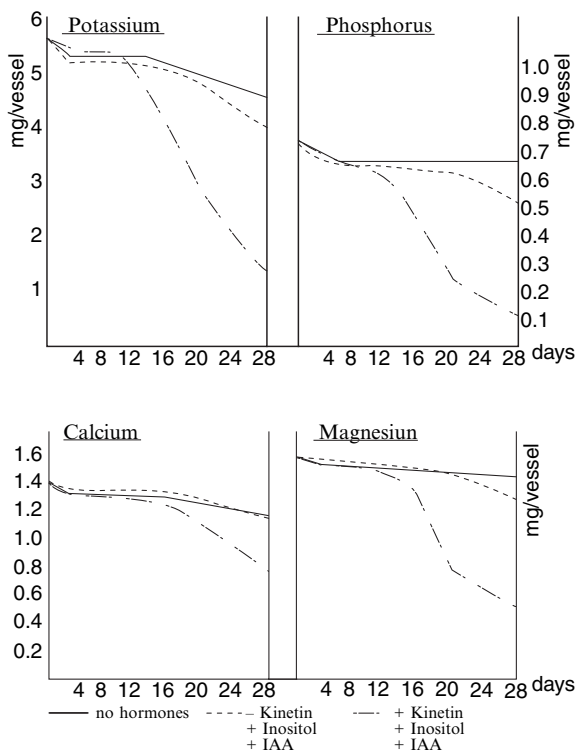 Potassium
Phosphorus
mg/vessel
6
5
4
3
2
1
1.0
0.9
0.8
0.7
0.6
0.5
0.4
0.3
0.2
0.1
mg/vessel
4 8 12 16 20 24 28
4 8 12 16 20 24 28 days
Calcium
Magnesiun
1.6
1.4
1.2
1.0
0.8
0.6
0.4
0.2
mg/vessel
4 8 12 16 20 24 28
4 8 12 16 20 24 28 days
no hormones
– Kinetin
+ Inositol
+ IAA
+ Kinetin
+ Inositol
+ IAA